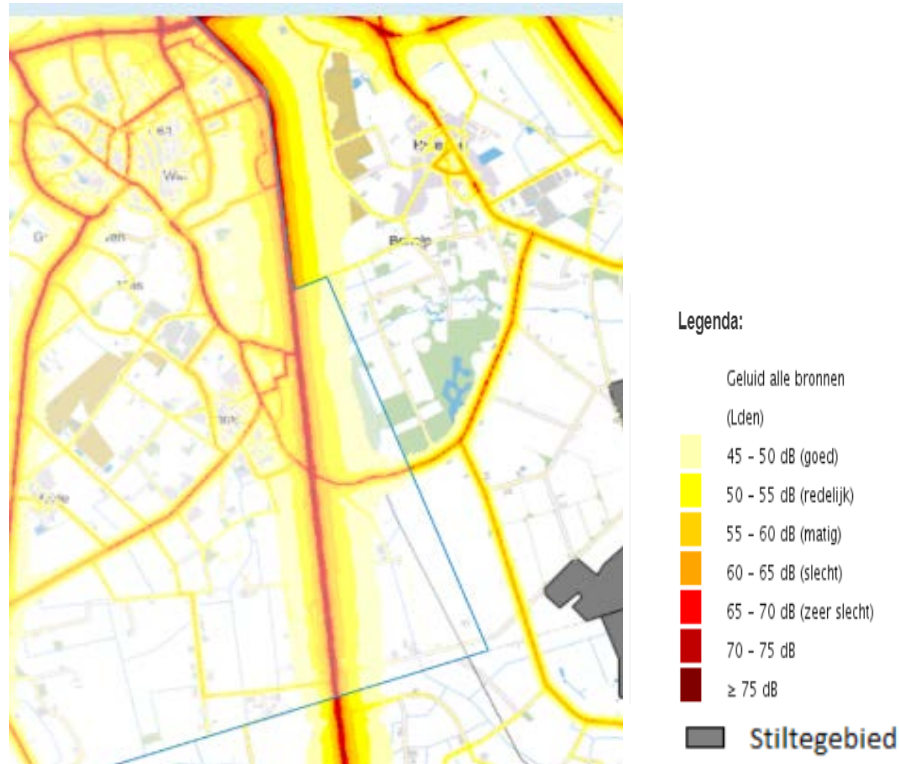 Legenda:
Geluid alle bronnen
(Lden)
45 – 50 dB (goed)
50 – 55 dB (redelijk)
55 – 60 dB (matig)
60 – 65 dB (slecht)
65 – 70 dB (zeer slecht)
70 – 75 dB
≥ 75 dB
Stiltegebied